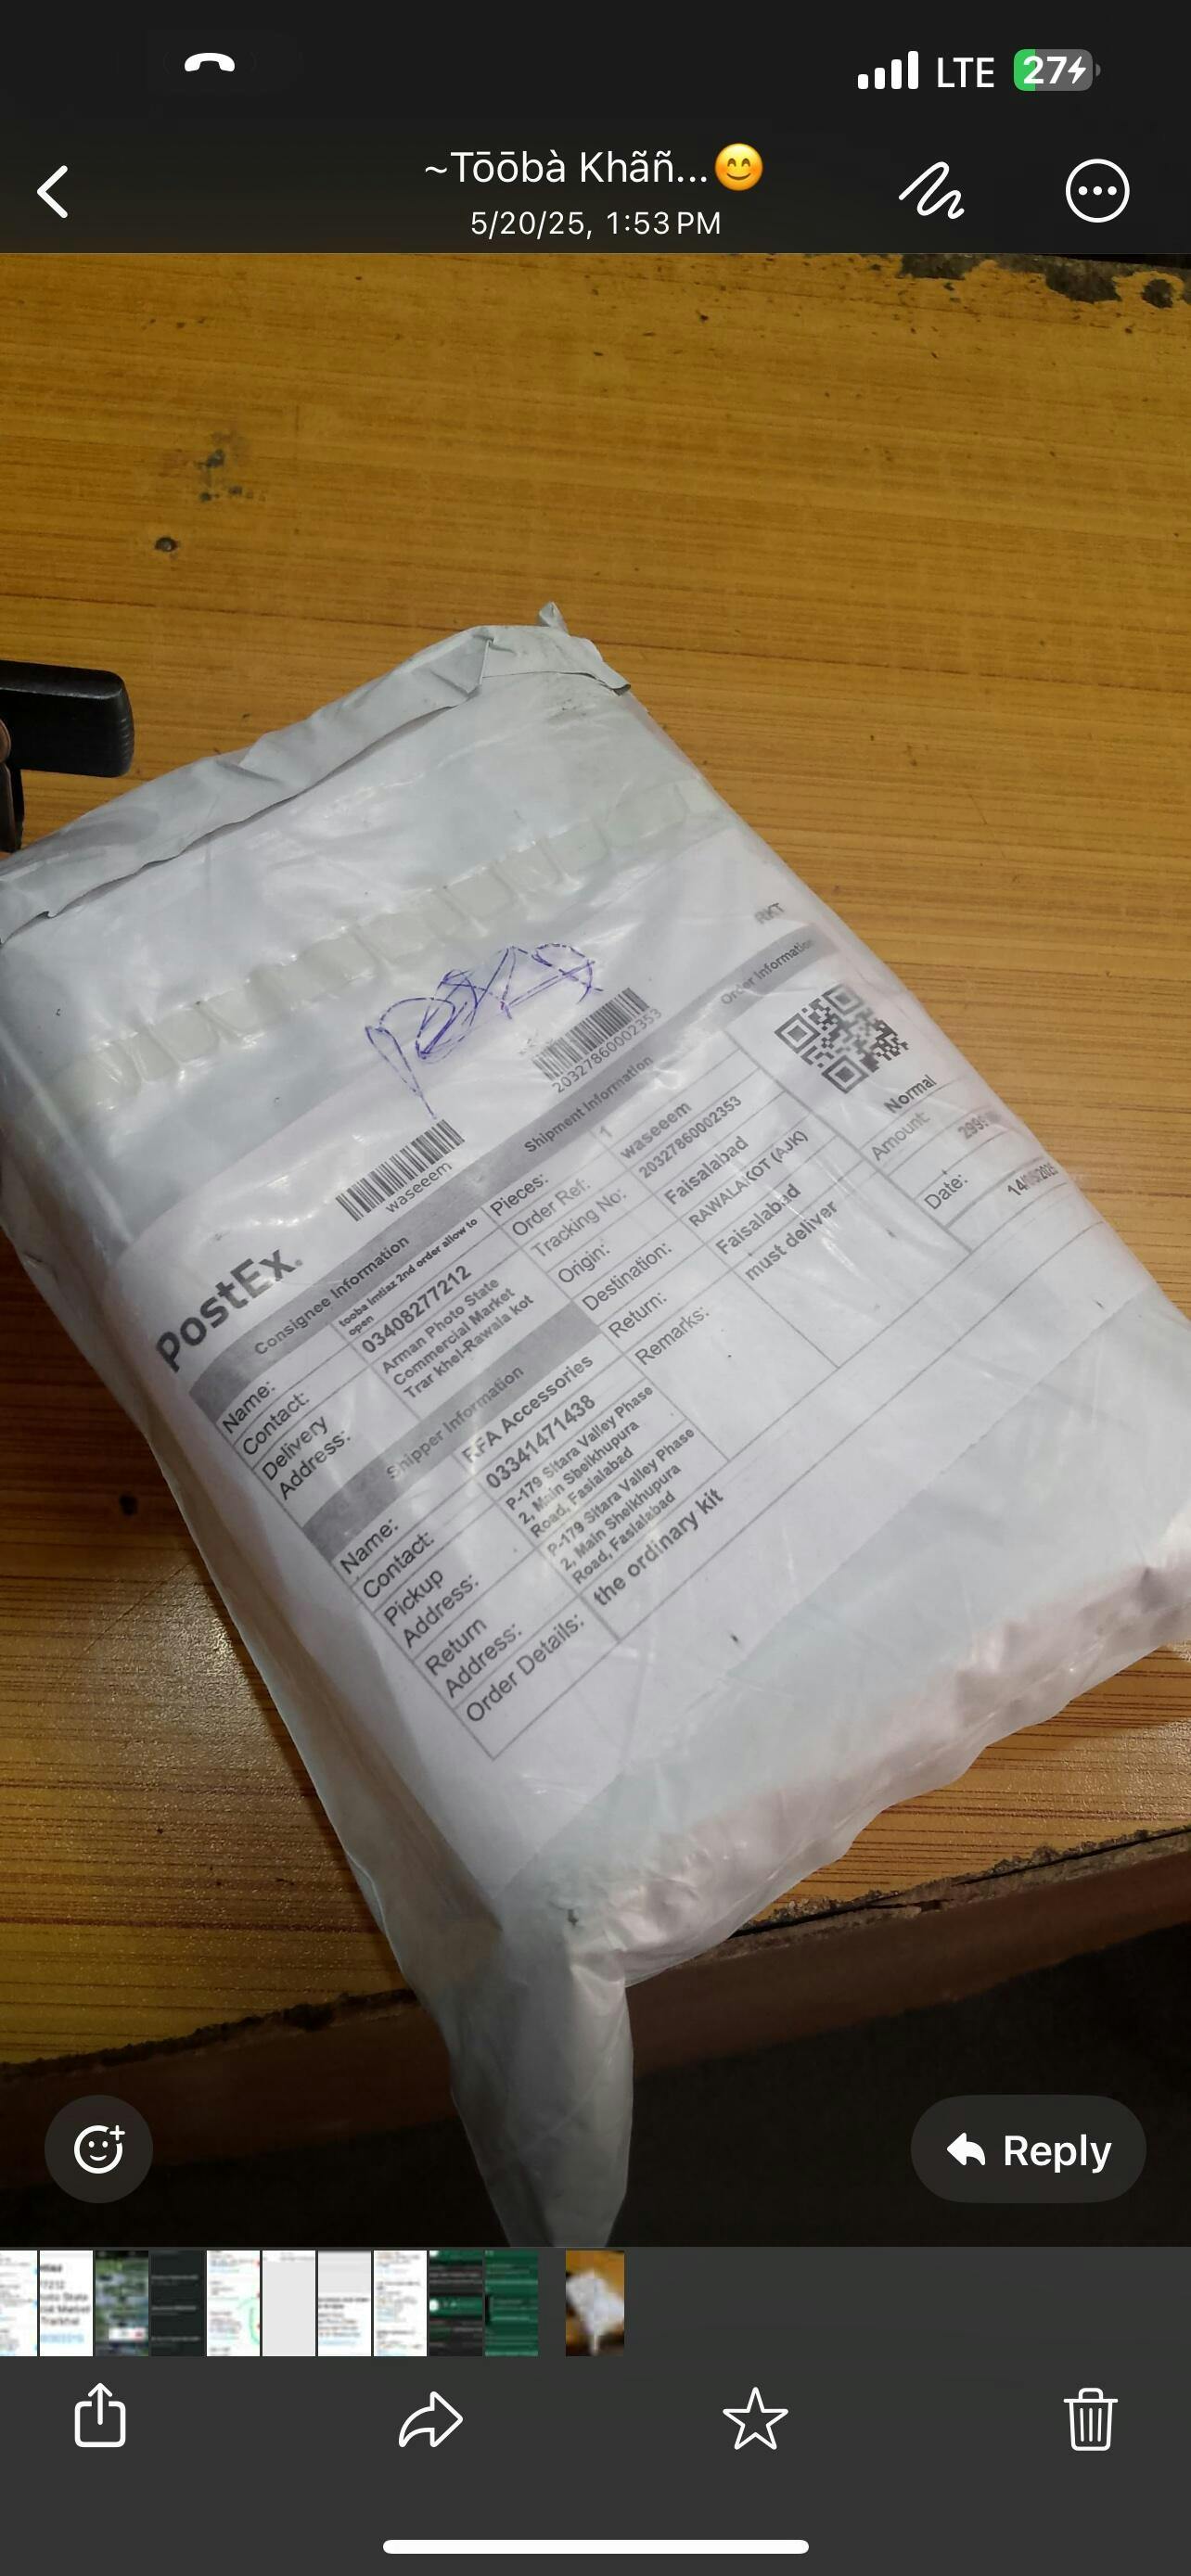 LTE 27
~Tōōbà Khãñ...😊
5/20/25, 1:53 PM
RKT
20327860002353
waseeem
PostEx.
Consignee Information
Shipment Information
Order Information
Name: tooba imtiaz 2nd order allow to
open
Contact: 03408277212
Delivery
Address:
Arman Photo State
Commercial Market
Trar khel-Rawala kot
Pieces: 1
Order Ref: waseeem
Tracking No: 20327860002353
Origin: Faisalabad
Destination: RAWALAKOT (AJK)
Return: Faisalabad
Remarks: must deliver
Normal
Amount:
Date:
Shipper Information
Name: RFA Accessories
Contact: 03341471438
Pickup
Address:
P-179 Sitara Valley Phase
2, Main Sheikhupura
Road, Fasialabad
Return
Address:
P-179 Sitara Valley Phase
2, Main Sheikhupura
Road, Fasialabad
Order Details: the ordinary kit
Reply